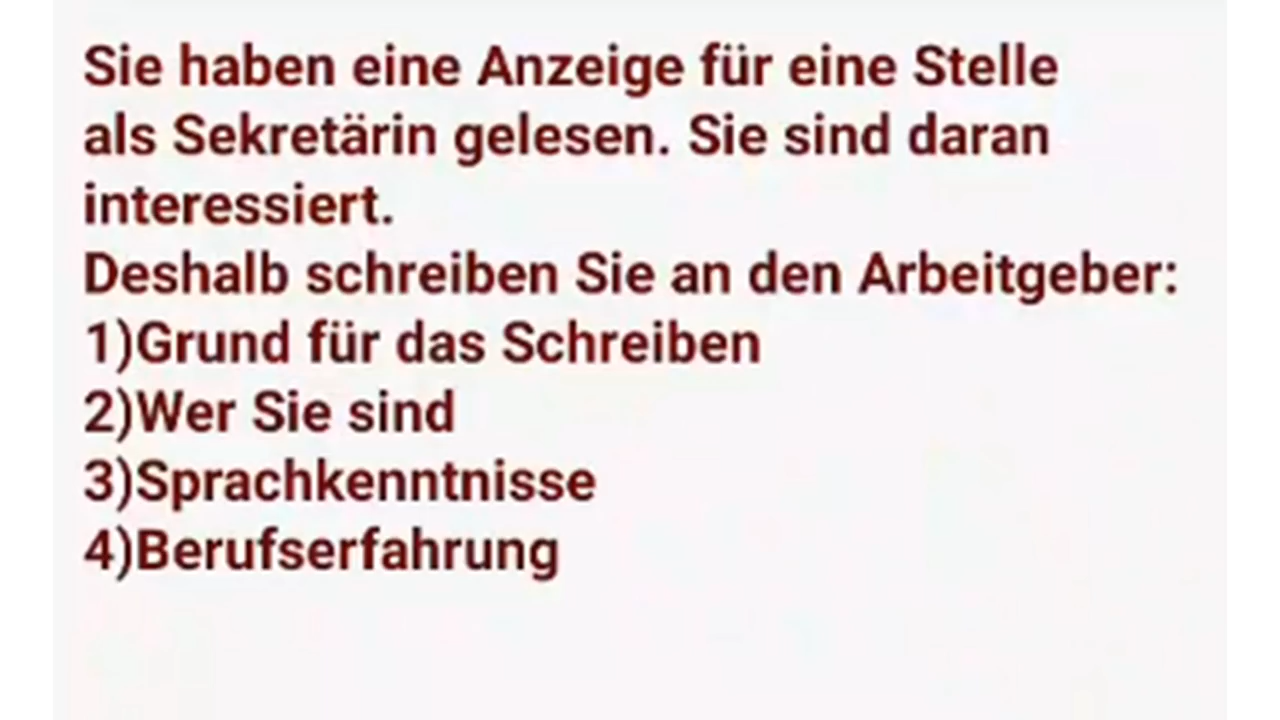 Sie haben eine Anzeige für eine Stelle
als Sekretärin gelesen. Sie sind daran
interessiert.
Deshalb schreiben Sie an den Arbeitgeber:
1)Grund für das Schreiben
2)Wer Sie sind
3)Sprachkenntnisse
4)Berufserfahrung